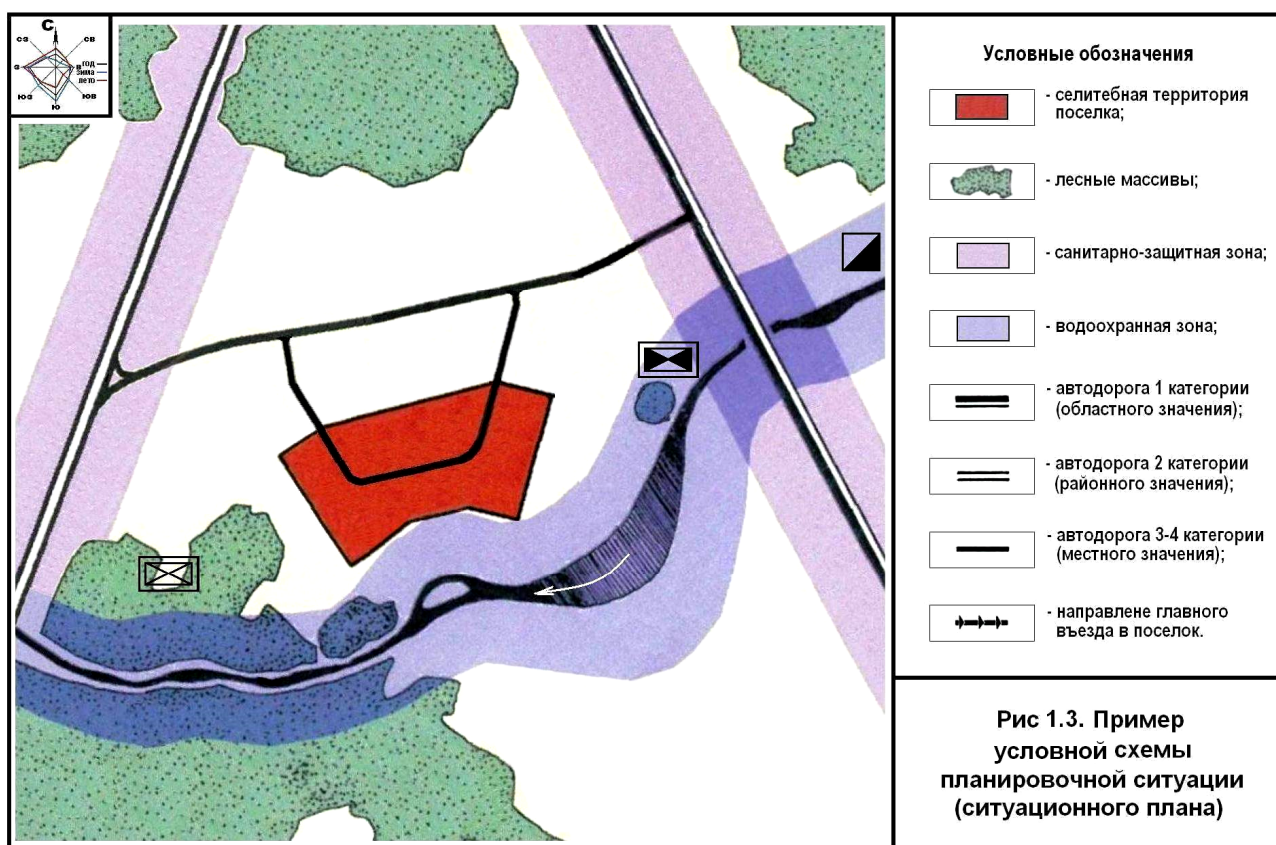 С
СЗ
СВ
З
В
год
зима
лето
ЮЗ
ЮВ
Ю
Условные обозначения
- селитебная территория
поселка;
- лесные массивы;
- санитарно-защитная зона;
- водоохранная зона;
- автодорога 1 категории
(областного значения);
- автодорога 2 категории
(районного значения);
- автодорога 3-4 категории
(местного значения);
- направлене главного
въезда в поселок.
Рис 1.3. Пример
условной схемы
планировочной ситуации
(ситуационного плана)